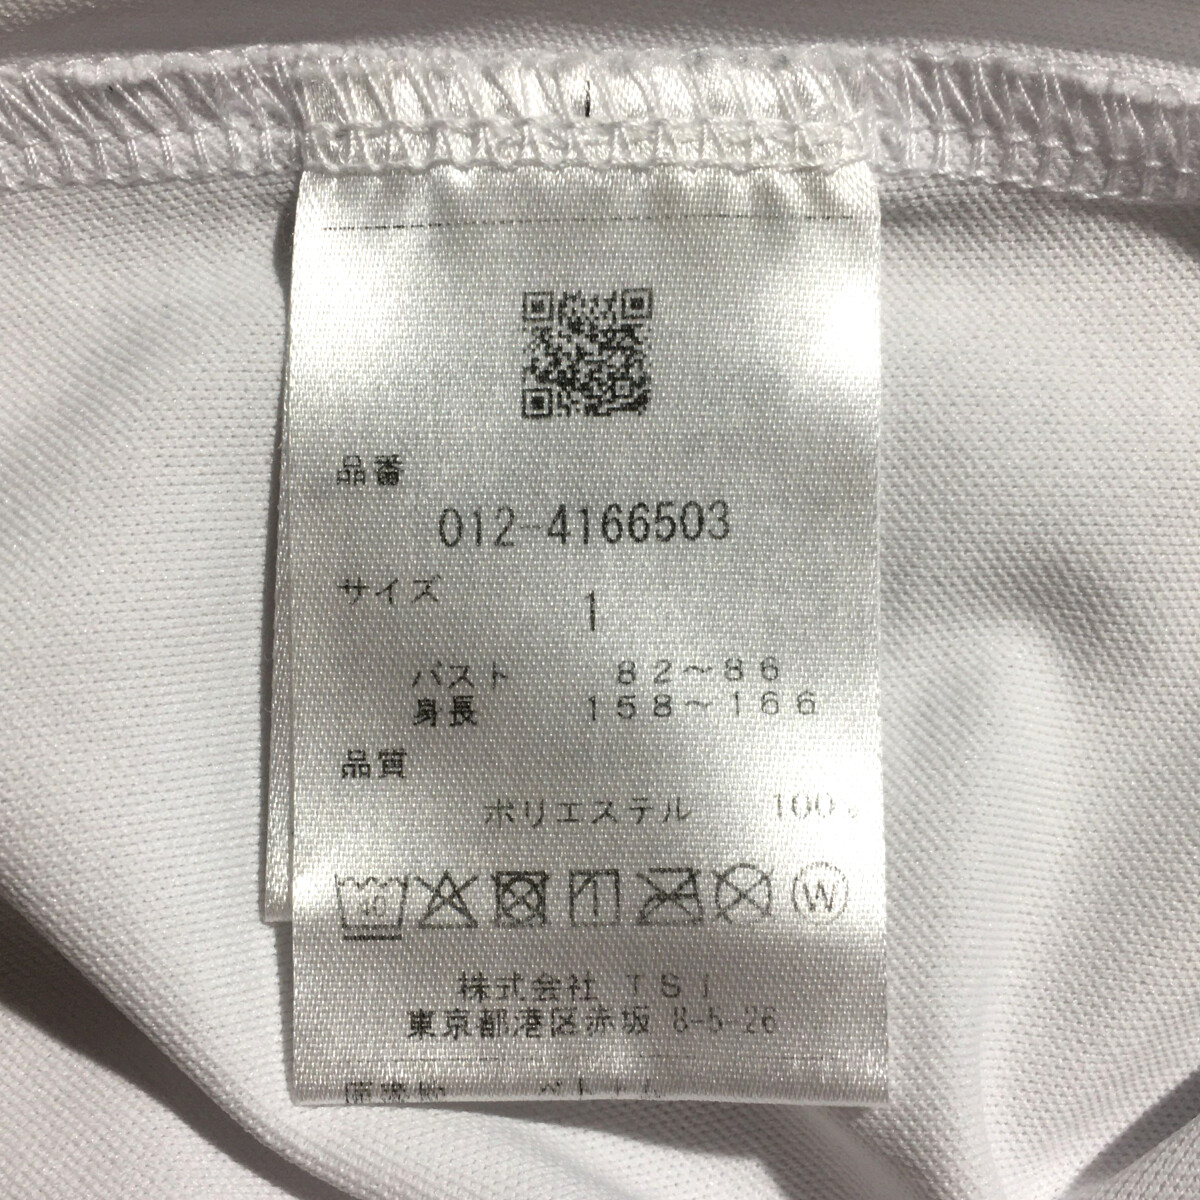 品番
012-4166503
サイズ 1
バスト 82～86
身長 158～166
品質
ポリエステル 100%
40 W
株式会社 TSI
東京都港区赤坂 8-5-26